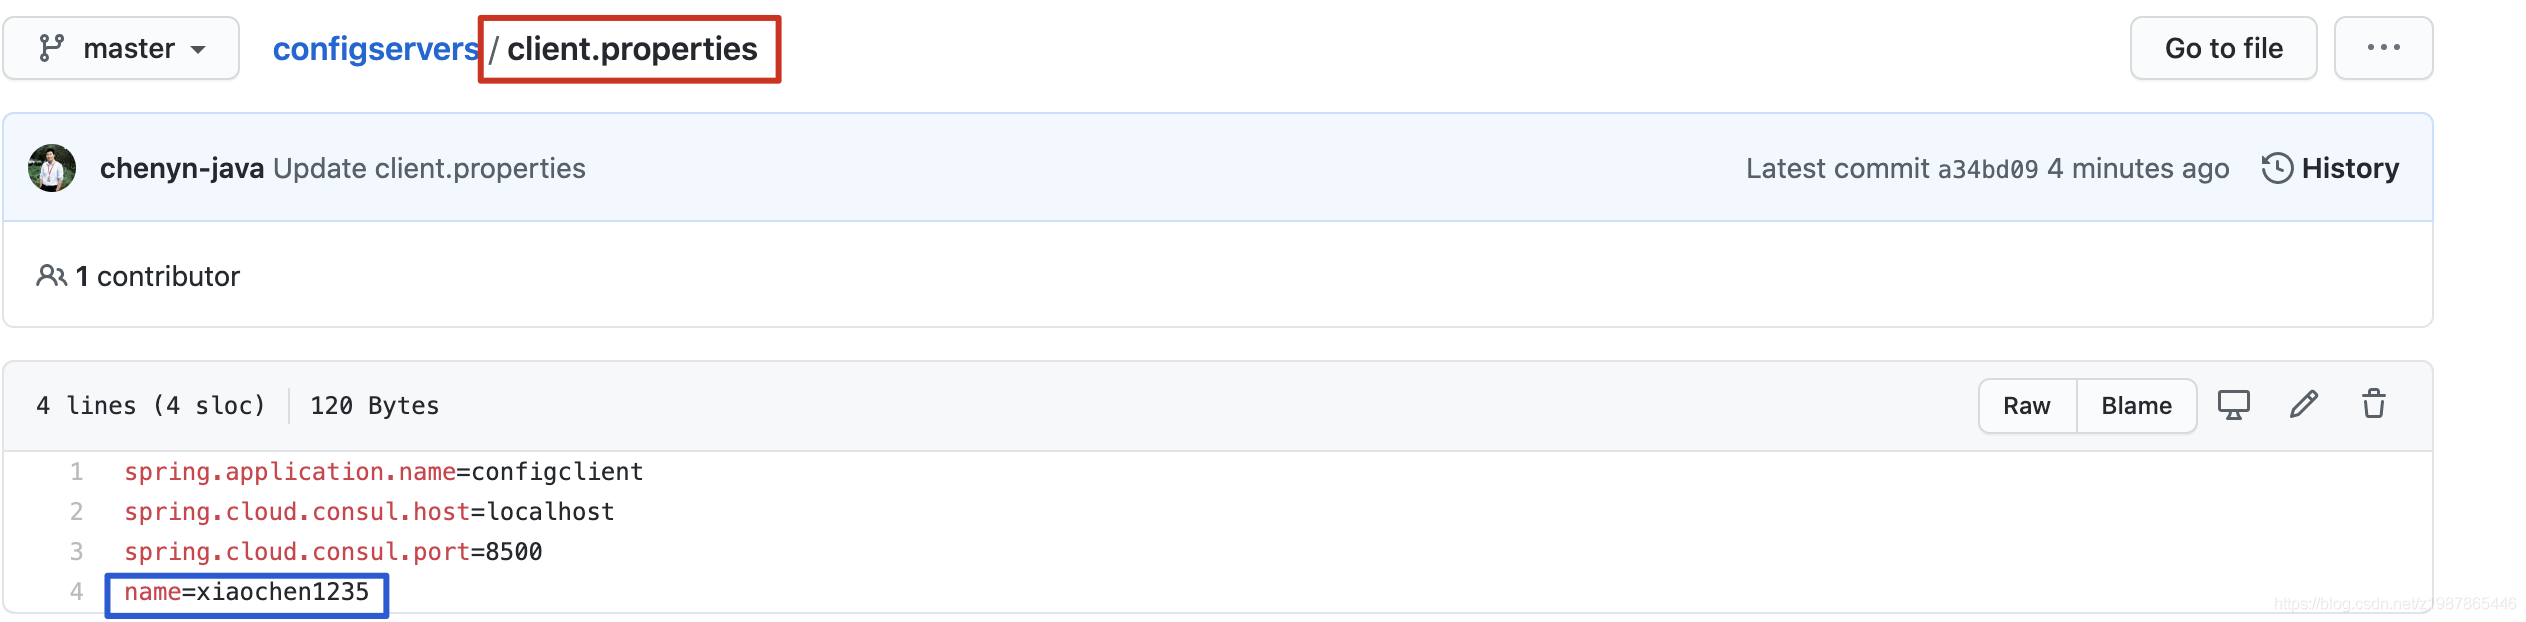 master configservers / client.properties Go to file ...
chenyn-java Update client.properties Latest commit a34bd09 4 minutes ago History
1 contributor
4 lines (4 sloc) 120 Bytes Raw Blame
1 spring.application.name=configclient
2 spring.cloud.consul.host=localhost
3 spring.cloud.consul.port=8500
4 name=xiaochen1235
https://blog.csdn.net/z1987865446